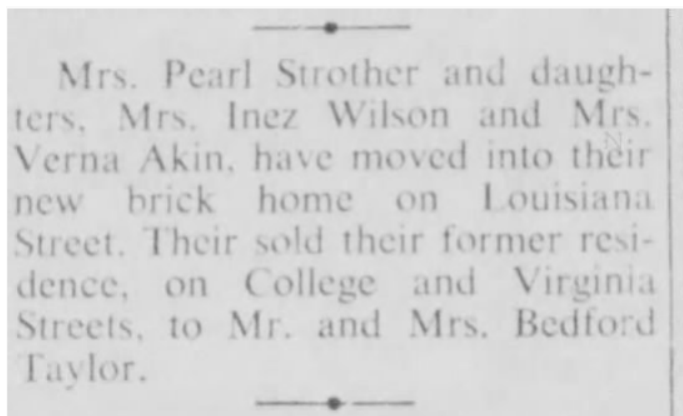 Mrs. Pearl Strother and daugh-
ters, Mrs. Inez Wilson and Mrs.
Verna Akin, have moved into their
new brick home on Louisiana
Street. Their sold their former resi-
dence, on College and Virginia
Streets, to Mr. and Mrs. Bedford
Taylor.